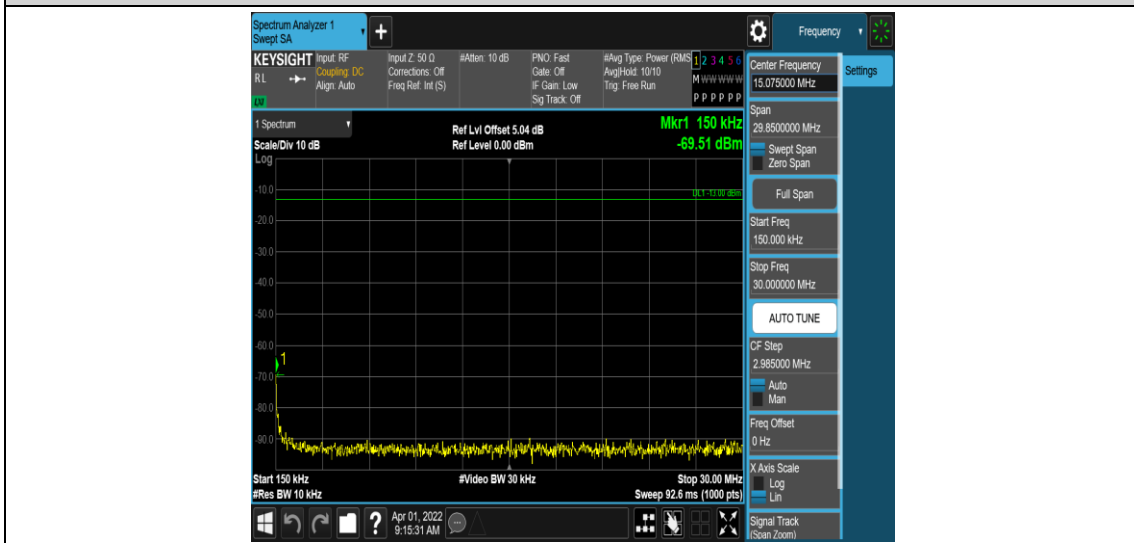 Spectrum Analyzer 1
Swept SA
+
Frequency
KEYSIGHT
RL
LXI
Input: RF
Coupling: DC
Align: Auto
Input Z: 50 Ω
Corrections: Off
Freq Ref: Int (S)
#Atten: 10 dB
PNO: Fast
Gate: Off
IF Gain: Low
Sig Track: Off
#Avg Type: Power (RMS
Avg|Hold: 10/10
Trig: Free Run
1 2 3 4 5 6
M W W W W W
P P P P P P
Center Frequency
15.075000 MHz
Settings
1 Spectrum
Scale/Div 10 dB
Ref Lvl Offset 5.04 dB
Ref Level 0.00 dBm
Mkr1 150 kHz
-69.51 dBm
Log
DL1 -13.00 dBm
-10.0
-20.0
-30.0
-40.0
-50.0
-60.0
-70.0
-80.0
-90.0
1
Start 150 kHz
#Video BW 30 kHz
Stop 30.00 MHz
#Res BW 10 kHz
Sweep 92.6 ms (1000 pts)
Span
29.8500000 MHz
Swept Span
Zero Span
Full Span
Start Freq
150.000 kHz
Stop Freq
30.000000 MHz
AUTO TUNE
CF Step
2.985000 MHz
Auto
Man
Freq Offset
0 Hz
X Axis Scale
Log
Lin
Signal Track
(Span Zoom)
?
Apr 01, 2022
9:15:31 AM